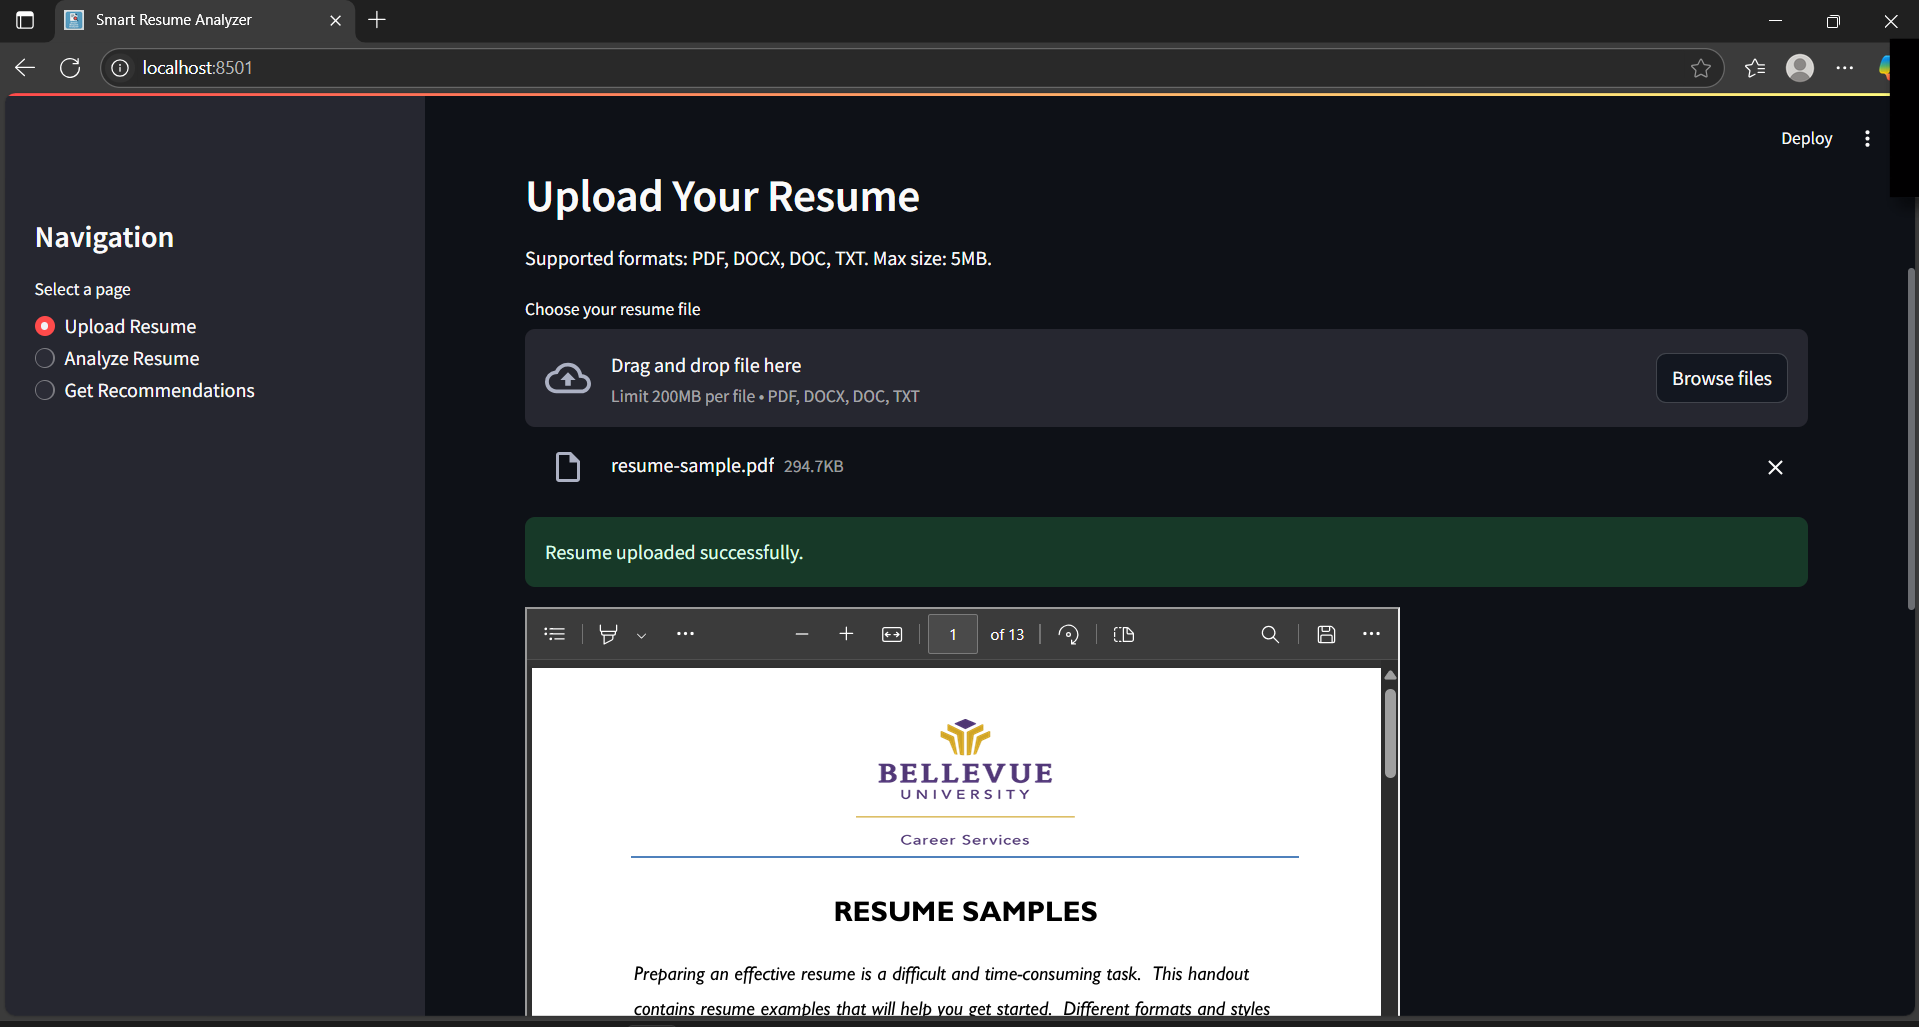 Smart Resume Analyzer
localhost:8501
Deploy
Navigation
Select a page
Upload Resume
Analyze Resume
Get Recommendations
Upload Your Resume
Supported formats: PDF, DOCX, DOC, TXT. Max size: 5MB.
Choose your resume file
Drag and drop file here
Limit 200MB per file • PDF, DOCX, DOC, TXT
Browse files
resume-sample.pdf 294.7KB
Resume uploaded successfully.
1 of 13
BELLEVUE
UNIVERSITY
Career Services
RESUME SAMPLES
Preparing an effective resume is a difficult and time-consuming task. This handout
contains resume examples that will help you get started. Different formats and styles